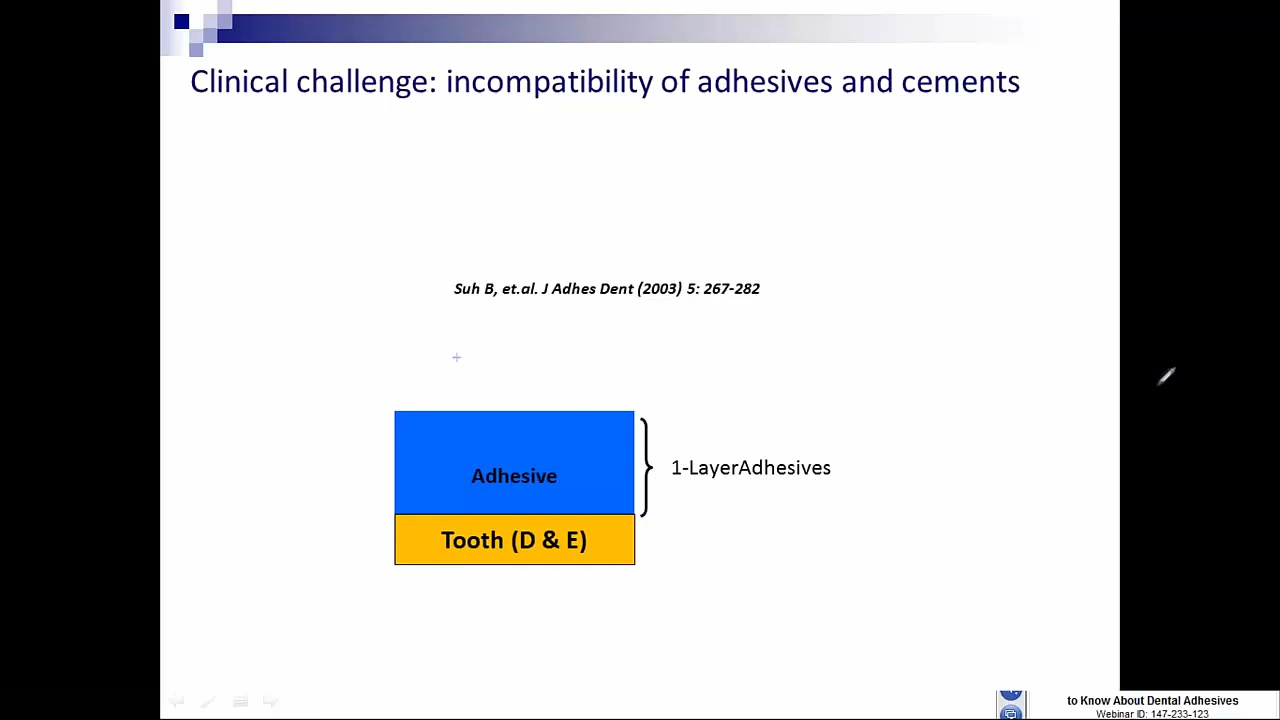 Clinical challenge: incompatibility of adhesives and cements
Suh B, et.al. J Adhes Dent (2003) 5: 267-282
Adhesive
1-LayerAdhesives
Tooth (D & E)
to Know About Dental Adhesives
Webinar ID: 147-233-123